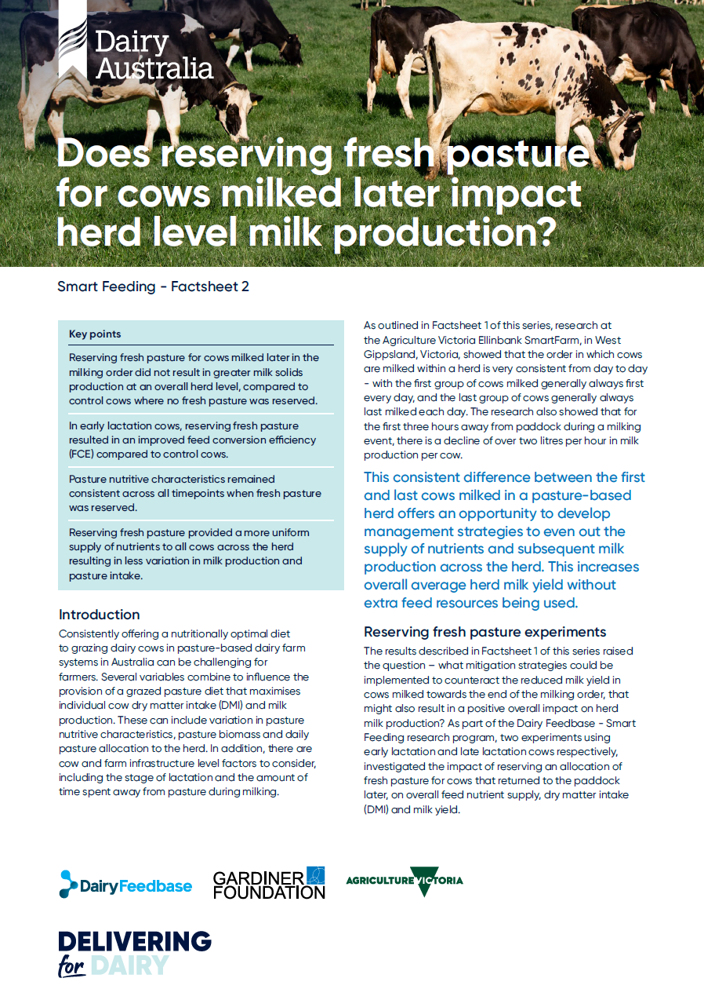 Dairy
Australia
Does reserving fresh pasture
for cows milked later impact
herd level milk production?
Smart Feeding - Factsheet 2
Key points
Reserving fresh pasture for cows milked later in the
milking order did not result in greater milk solids
production at an overall herd level, compared to
control cows where no fresh pasture was reserved.
In early lactation cows, reserving fresh pasture
resulted in an improved feed conversion efficiency
(FCE) compared to control cows.
Pasture nutritive characteristics remained
consistent across all timepoints when fresh pasture
was reserved.
Reserving fresh pasture provided a more uniform
supply of nutrients to all cows across the herd
resulting in less variation in milk production and
pasture intake.
Introduction
Consistently offering a nutritionally optimal diet
to grazing dairy cows in pasture-based dairy farm
systems in Australia can be challenging for
farmers. Several variables combine to influence the
provision of a grazed pasture diet that maximises
individual cow dry matter intake (DMI) and milk
production. These can include variation in pasture
nutritive characteristics, pasture biomass and daily
pasture allocation to the herd. In addition, there are
cow and farm infrastructure level factors to consider,
including the stage of lactation and the amount of
time spent away from pasture during milking.
As outlined in Factsheet 1 of this series, research at
the Agriculture Victoria Ellinbank SmartFarm, in West
Gippsland, Victoria, showed that the order in which cows
are milked within a herd is very consistent from day to day
- with the first group of cows milked generally always first
every day, and the last group of cows generally always
last milked each day. The research also showed that for
the first three hours away from paddock during a milking
event, there is a decline of over two litres per hour in milk
production per cow.
This consistent difference between the first
and last cows milked in a pasture-based
herd offers an opportunity to develop
management strategies to even out the
supply of nutrients and subsequent milk
production across the herd. This increases
overall average herd milk yield without
extra feed resources being used.
Reserving fresh pasture experiments
The results described in Factsheet 1 of this series raised
the question – what mitigation strategies could be
implemented to counteract the reduced milk yield in
cows milked towards the end of the milking order, that
might also result in a positive overall impact on herd
milk production? As part of the Dairy Feedbase - Smart
Feeding research program, two experiments using
early lactation and late lactation cows respectively,
investigated the impact of reserving an allocation of
fresh pasture for cows that returned to the paddock
later, on overall feed nutrient supply, dry matter intake
(DMI) and milk yield.
DairyFeedbase
GARDINER
FOUNDATION
AGRICULTURE VICTORIA
DELIVERING
for DAIRY